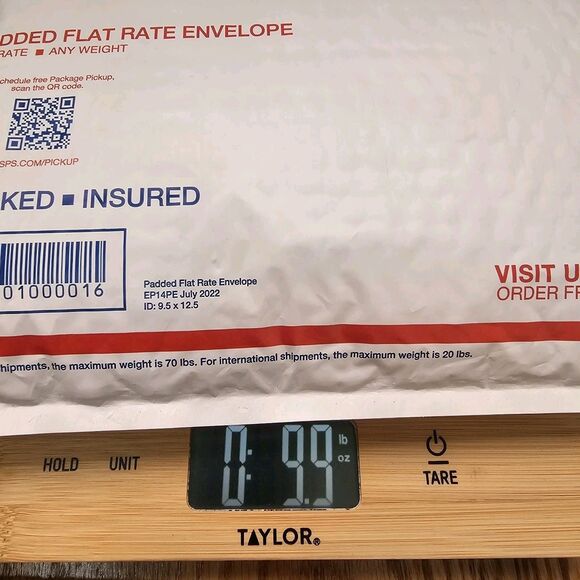 DDED FLAT RATE ENVELOPE
RATE ■ ANY WEIGHT
chedule free Package Pickup,
scan the QR code.
SPS.COM/PICKUP
KED ■ INSURED
01000016
Padded Flat Rate Envelope
EP14PE July 2022
ID: 9.5 x 12.5
VISIT U
ORDER FR
hipments, the maximum weight is 70 lbs. For international shipments, the maximum weight is 20 lbs.
HOLD UNIT
0: 9.9 lb oz
TARE
TAYLOR®